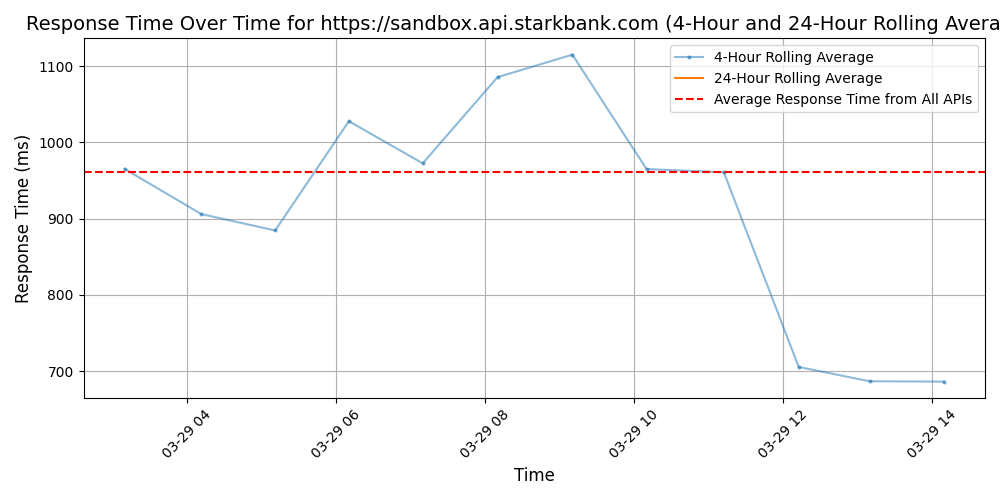 Response Time Over Time for https://sandbox.api.starkbank.com (4-Hour and 24-Hour Rolling Avera
4-Hour Rolling Average
24-Hour Rolling Average
Average Response Time from All APIs
Response Time (ms)
1100
1000
900
800
700
03-29 04
03-29 06
03-29 08
03-29 10
03-29 12
03-29 14
Time